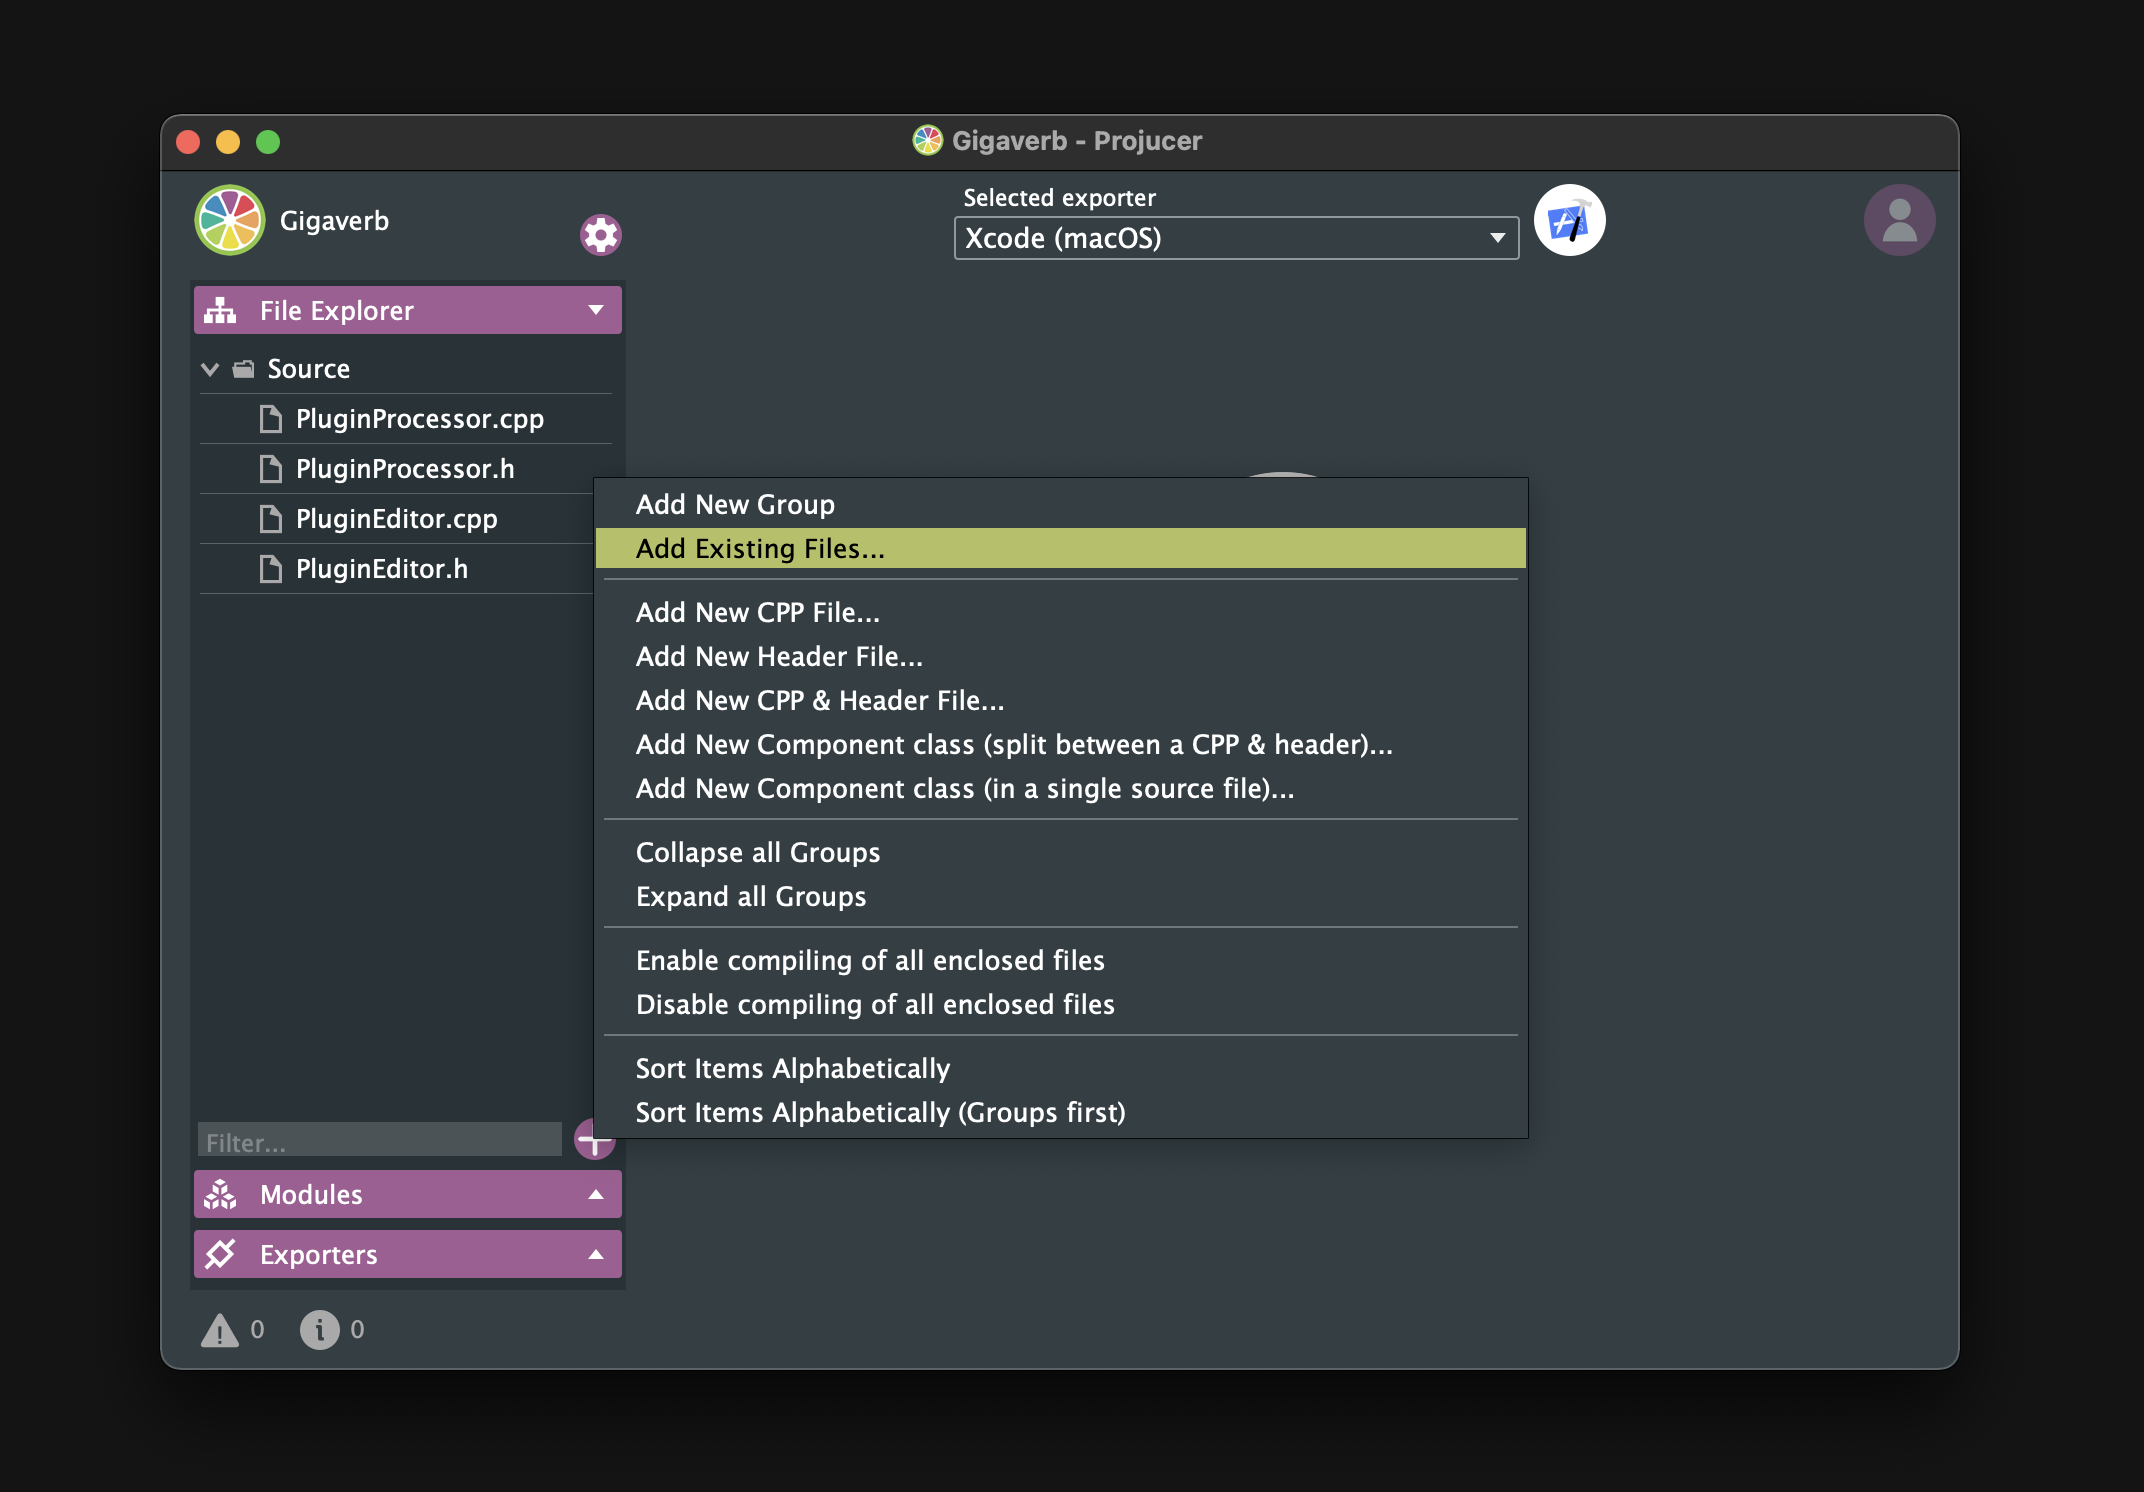 Gigaverb - Projucer
Gigaverb
Selected exporter
Xcode (macOS)
File Explorer
Source
PluginProcessor.cpp
PluginProcessor.h
PluginEditor.cpp
PluginEditor.h
Add New Group
Add Existing Files...
Add New CPP File...
Add New Header File...
Add New CPP & Header File...
Add New Component class (split between a CPP & header)...
Add New Component class (in a single source file)...
Collapse all Groups
Expand all Groups
Enable compiling of all enclosed files
Disable compiling of all enclosed files
Sort Items Alphabetically
Sort Items Alphabetically (Groups first)
Filter...
Modules
Exporters
0 0